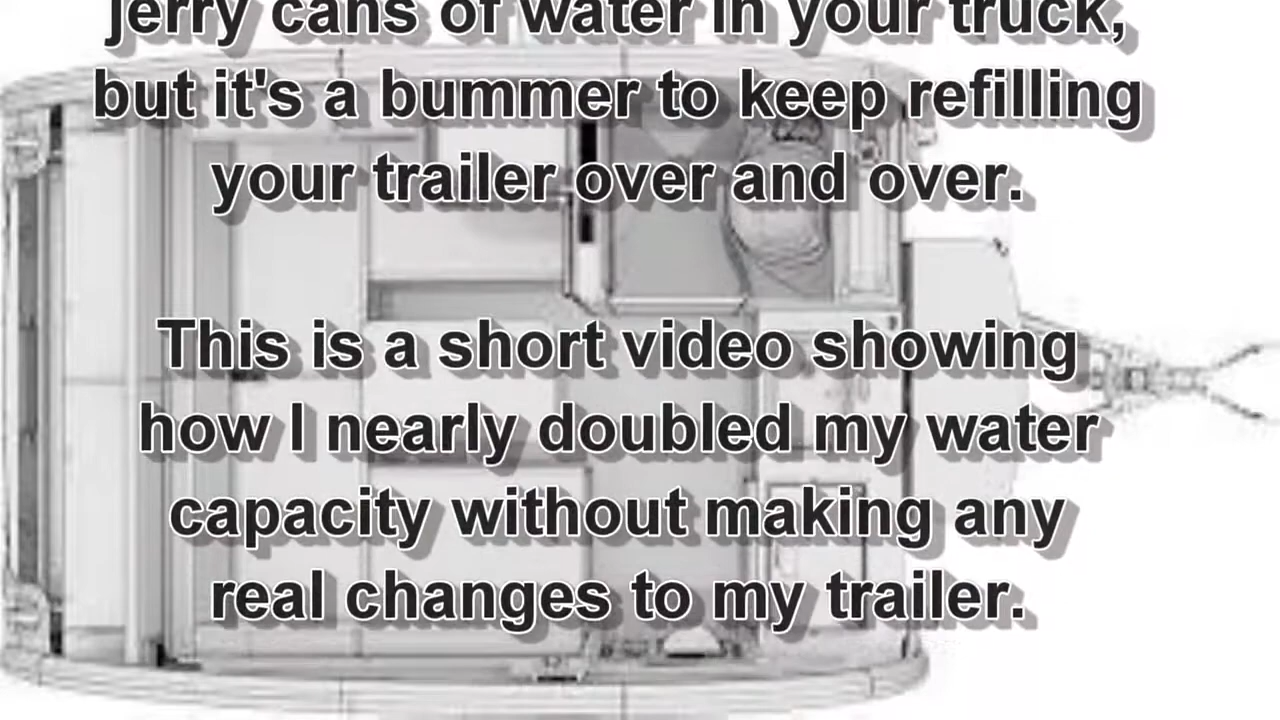 jerry cans of water in your truck,
but it's a bummer to keep refilling
your trailer over and over.
This is a short video showing
how I nearly doubled my water
capacity without making any
real changes to my trailer.